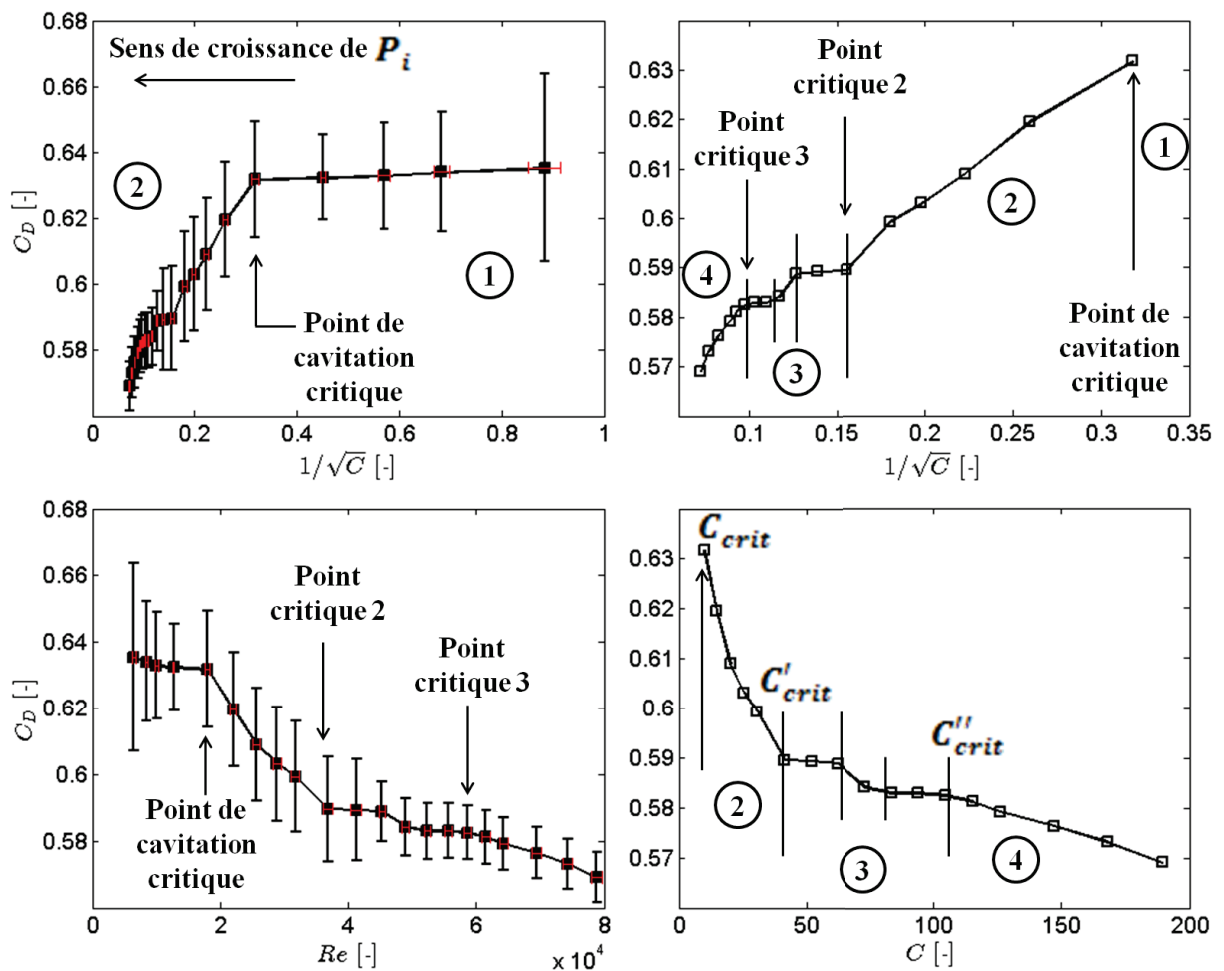 0.68
0.66
0.64
0.62
0.6
0.58
C_D [-]
Sens de croissance de P_i
2
1
Point de
cavitation
critique
0
0.2
0.4
0.6
0.8
1
1/√C [-]
0.63
0.62
0.61
0.6
0.59
0.58
0.57
Point
critique 2
Point
critique 3
1
2
4
3
Point de
cavitation
critique
0.1
0.15
0.2
0.25
0.3
0.35
1/√C [-]
0.68
0.66
0.64
0.62
0.6
0.58
C_D [-]
Point
critique 2
Point
critique 3
Point de
cavitation
critique
0
2
4
6
8
Re [-]
× 10^4
0.63
0.62
0.61
0.6
0.59
0.58
0.57
C_crit
C'_crit
C''_crit
2
3
4
0
50
100
150
200
C [-]